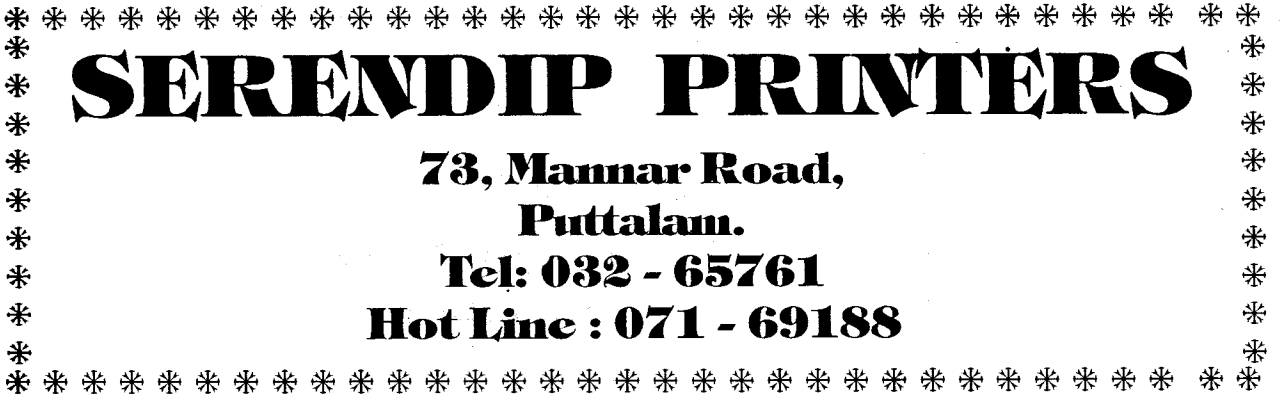 SERENDIP PRINTERS
73, Mannar Road,
Puttalam.
Tel: 032 - 65761
Hot Line : 071 - 69188